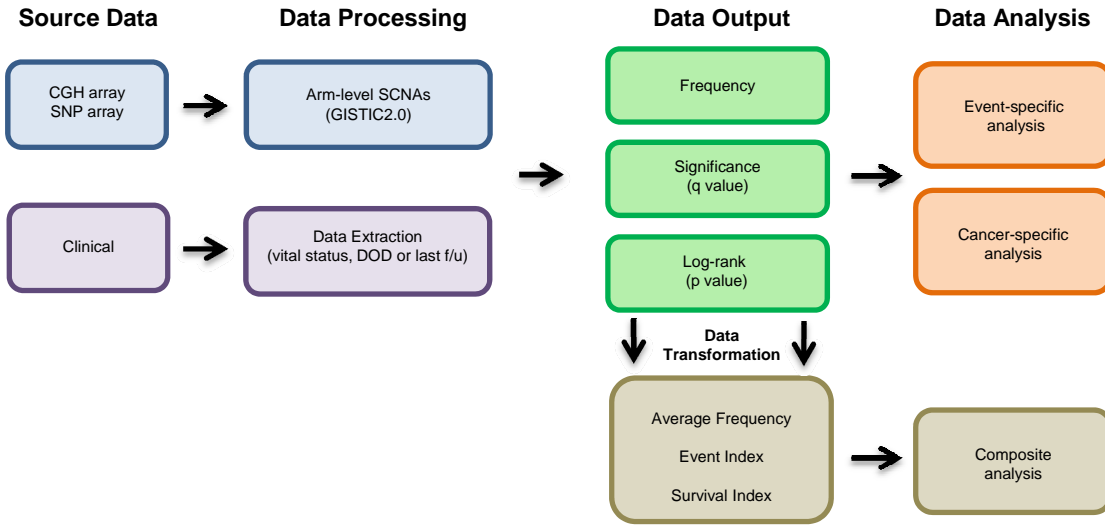 Source Data
Data Processing
Data Output
Data Analysis
CGH array
SNP array
Arm-level SCNAs
(GISTIC2.0)
Frequency
Event-specific
analysis
Significance
(q value)
Clinical
Data Extraction
(vital status, DOD or last f/u)
Cancer-specific
analysis
Log-rank
(p value)
Data
Transformation
Average Frequency
Event Index
Survival Index
Composite
analysis